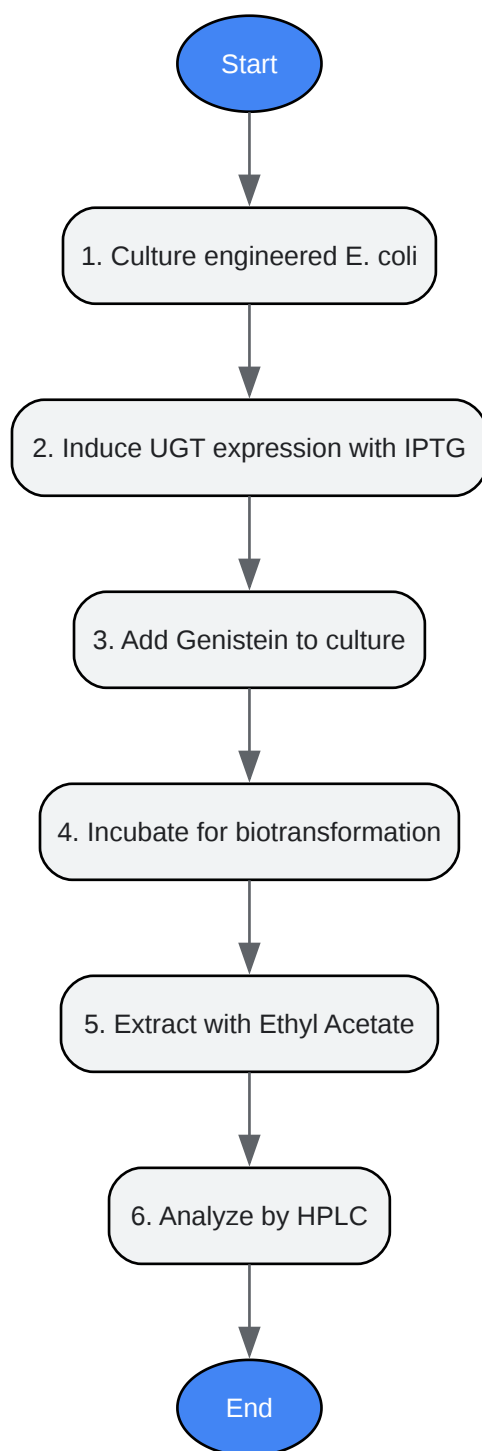 Start
1. Culture engineered E. coli
2. Induce UGT expression with IPTG
3. Add Genistein to culture
4. Incubate for biotransformation
5. Extract with Ethyl Acetate
6. Analyze by HPLC
End